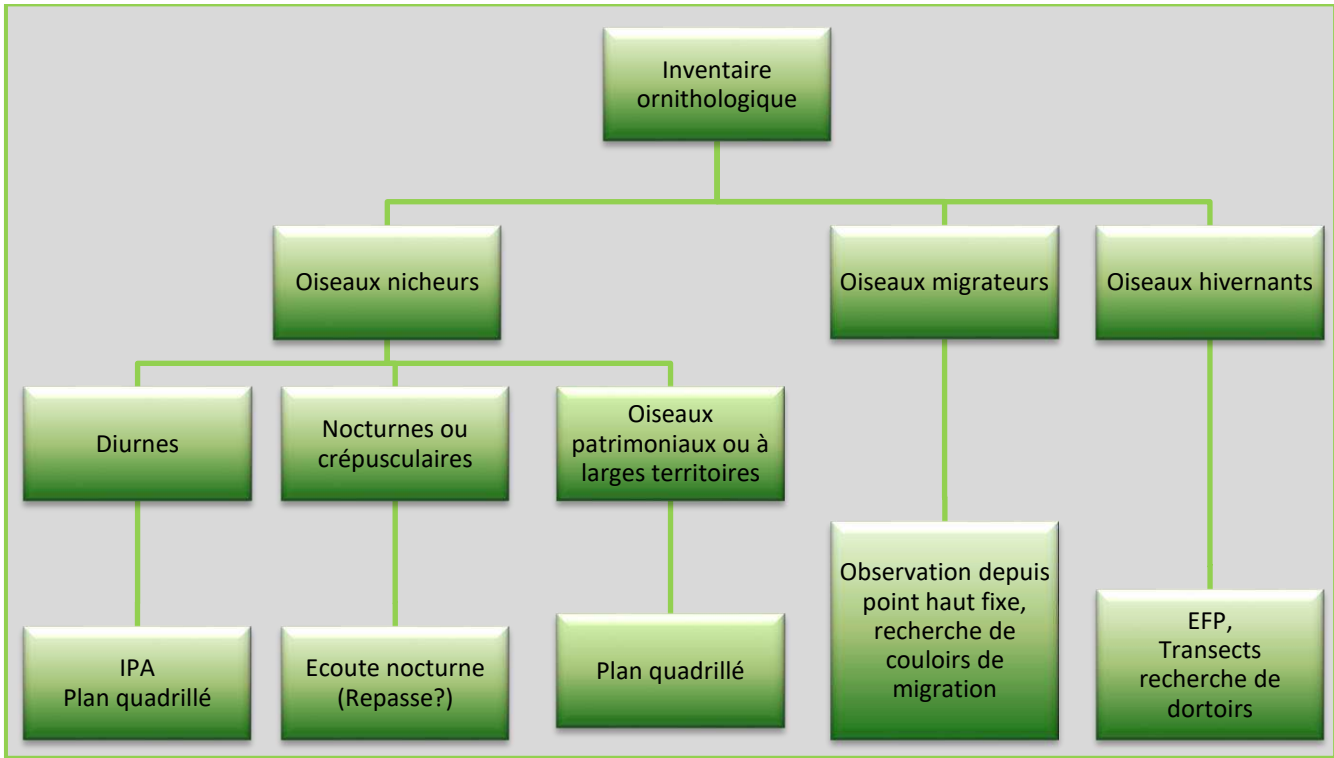 Inventaire
ornithologique
Oiseaux nicheurs
Oiseaux migrateurs
Oiseaux hivernants
Diurnes
Nocturnes ou
crépusculaires
Oiseaux
patrimoniaux ou à
larges territoires
IPA
Plan quadrillé
Ecoute nocturne
(Repasse?)
Plan quadrillé
Observation depuis
point haut fixe,
recherche de
couloirs de
migration
EFP,
Transects
recherche de
dortoirs